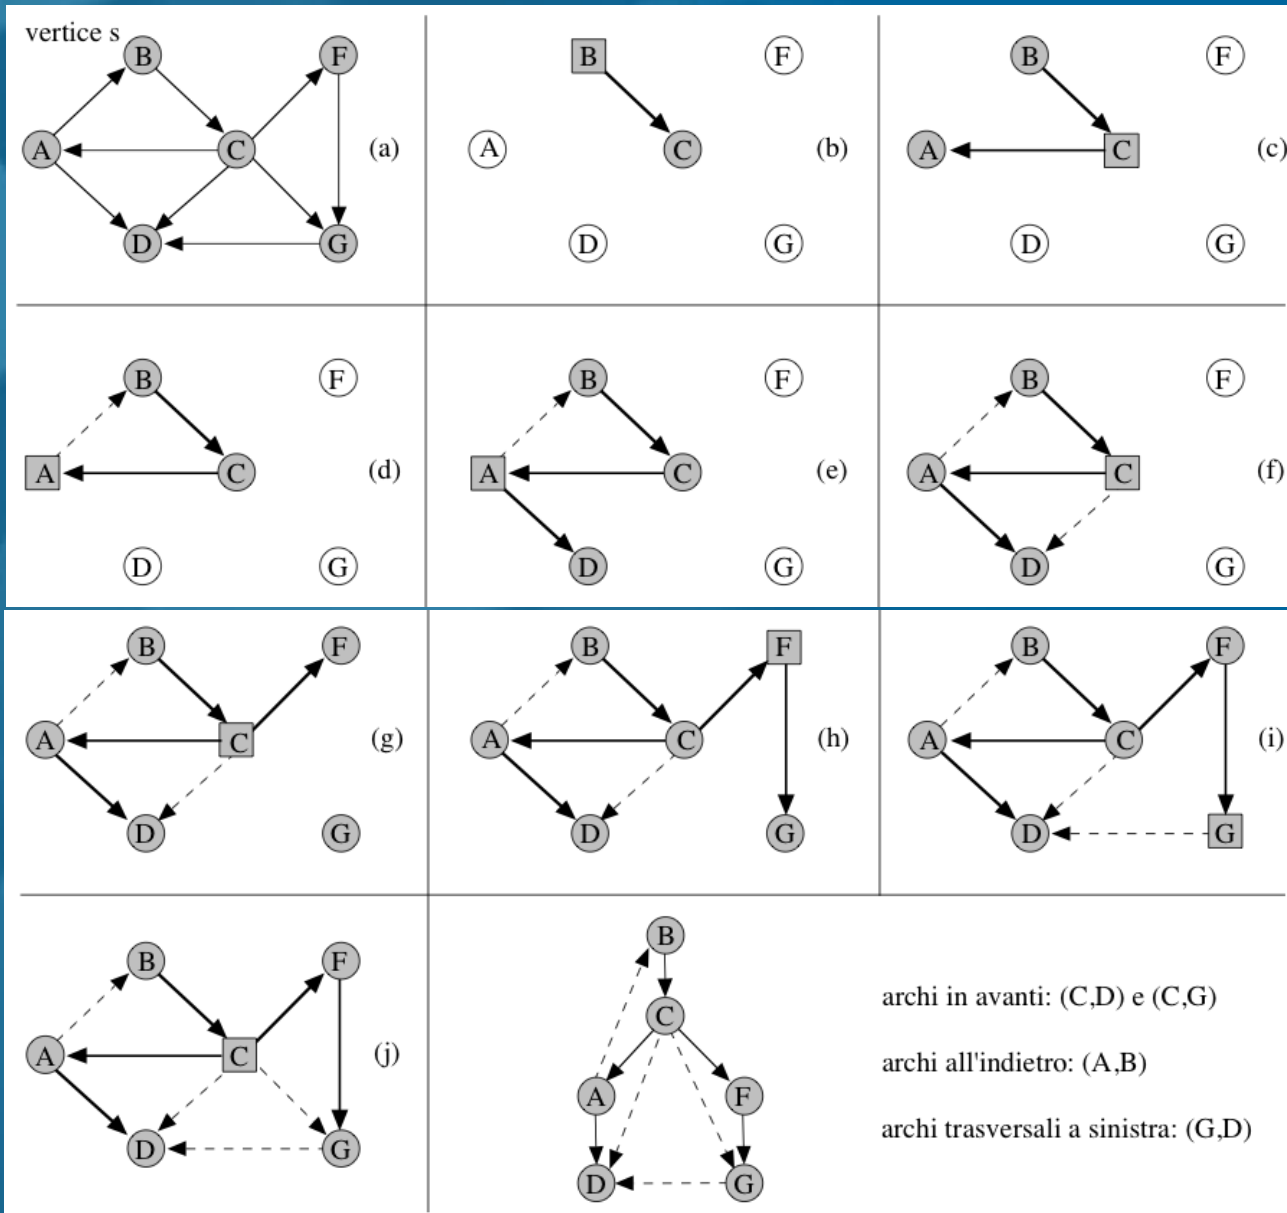 vertice s
B F
A C (a)
D G
B F
A C (b)
D G
B F
A C (c)
D G
B F
A C (d)
D G
B F
A C (e)
D G
B F
A C (f)
D G
B F
A C (g)
D G
B F
A C (h)
D G
B F
A C (i)
D G
B F
A C (j)
D G
B
C
A F
D G
archi in avanti: (C,D) e (C,G)
archi all'indietro: (A,B)
archi trasversali a sinistra: (G,D)